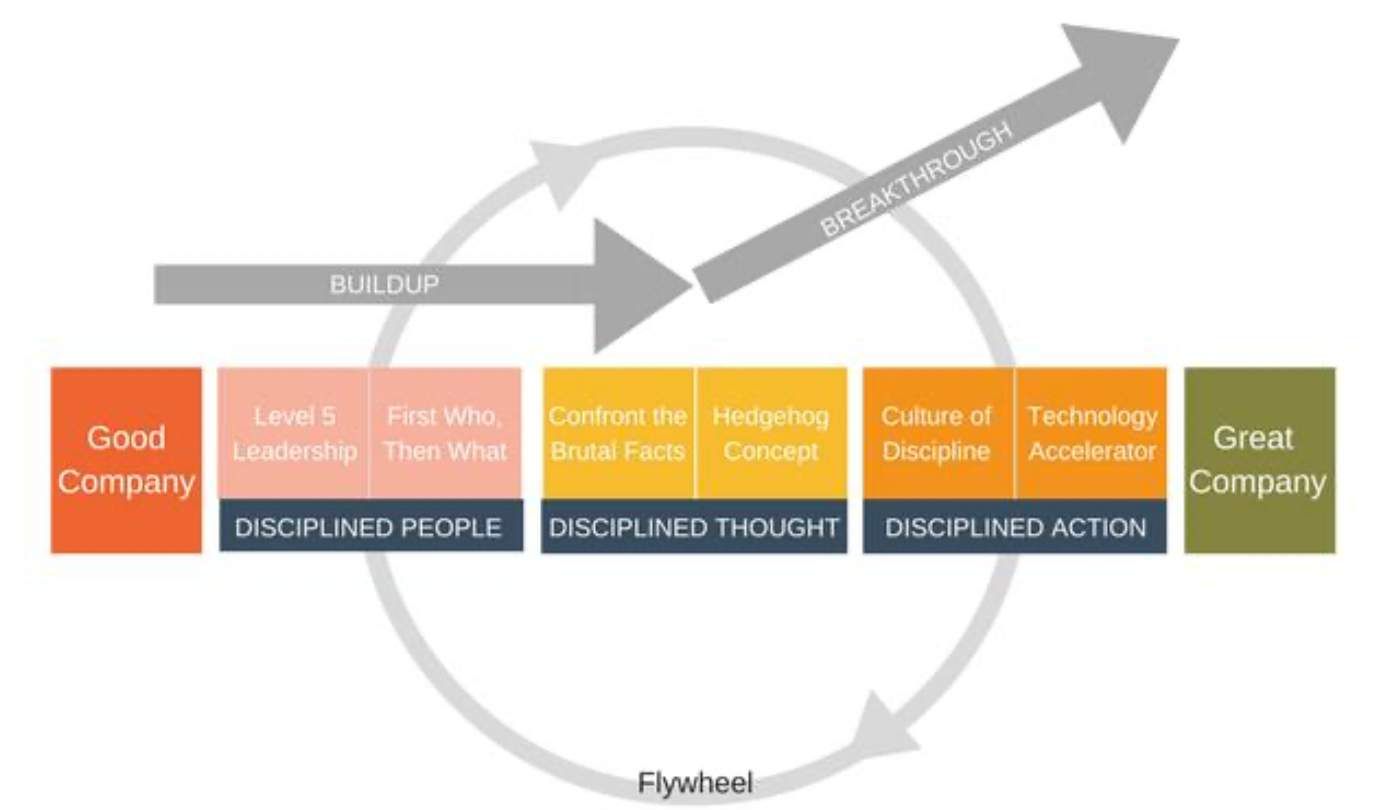 BREAKTHROUGH
BUILDUP
Good
Company
Level 5
Leadership
First Who,
Then What
DISCIPLINED PEOPLE
Confront the
Brutal Facts
Hedgehog
Concept
DISCIPLINED THOUGHT
Culture of
Discipline
Technology
Accelerator
DISCIPLINED ACTION
Great
Company
Flywheel